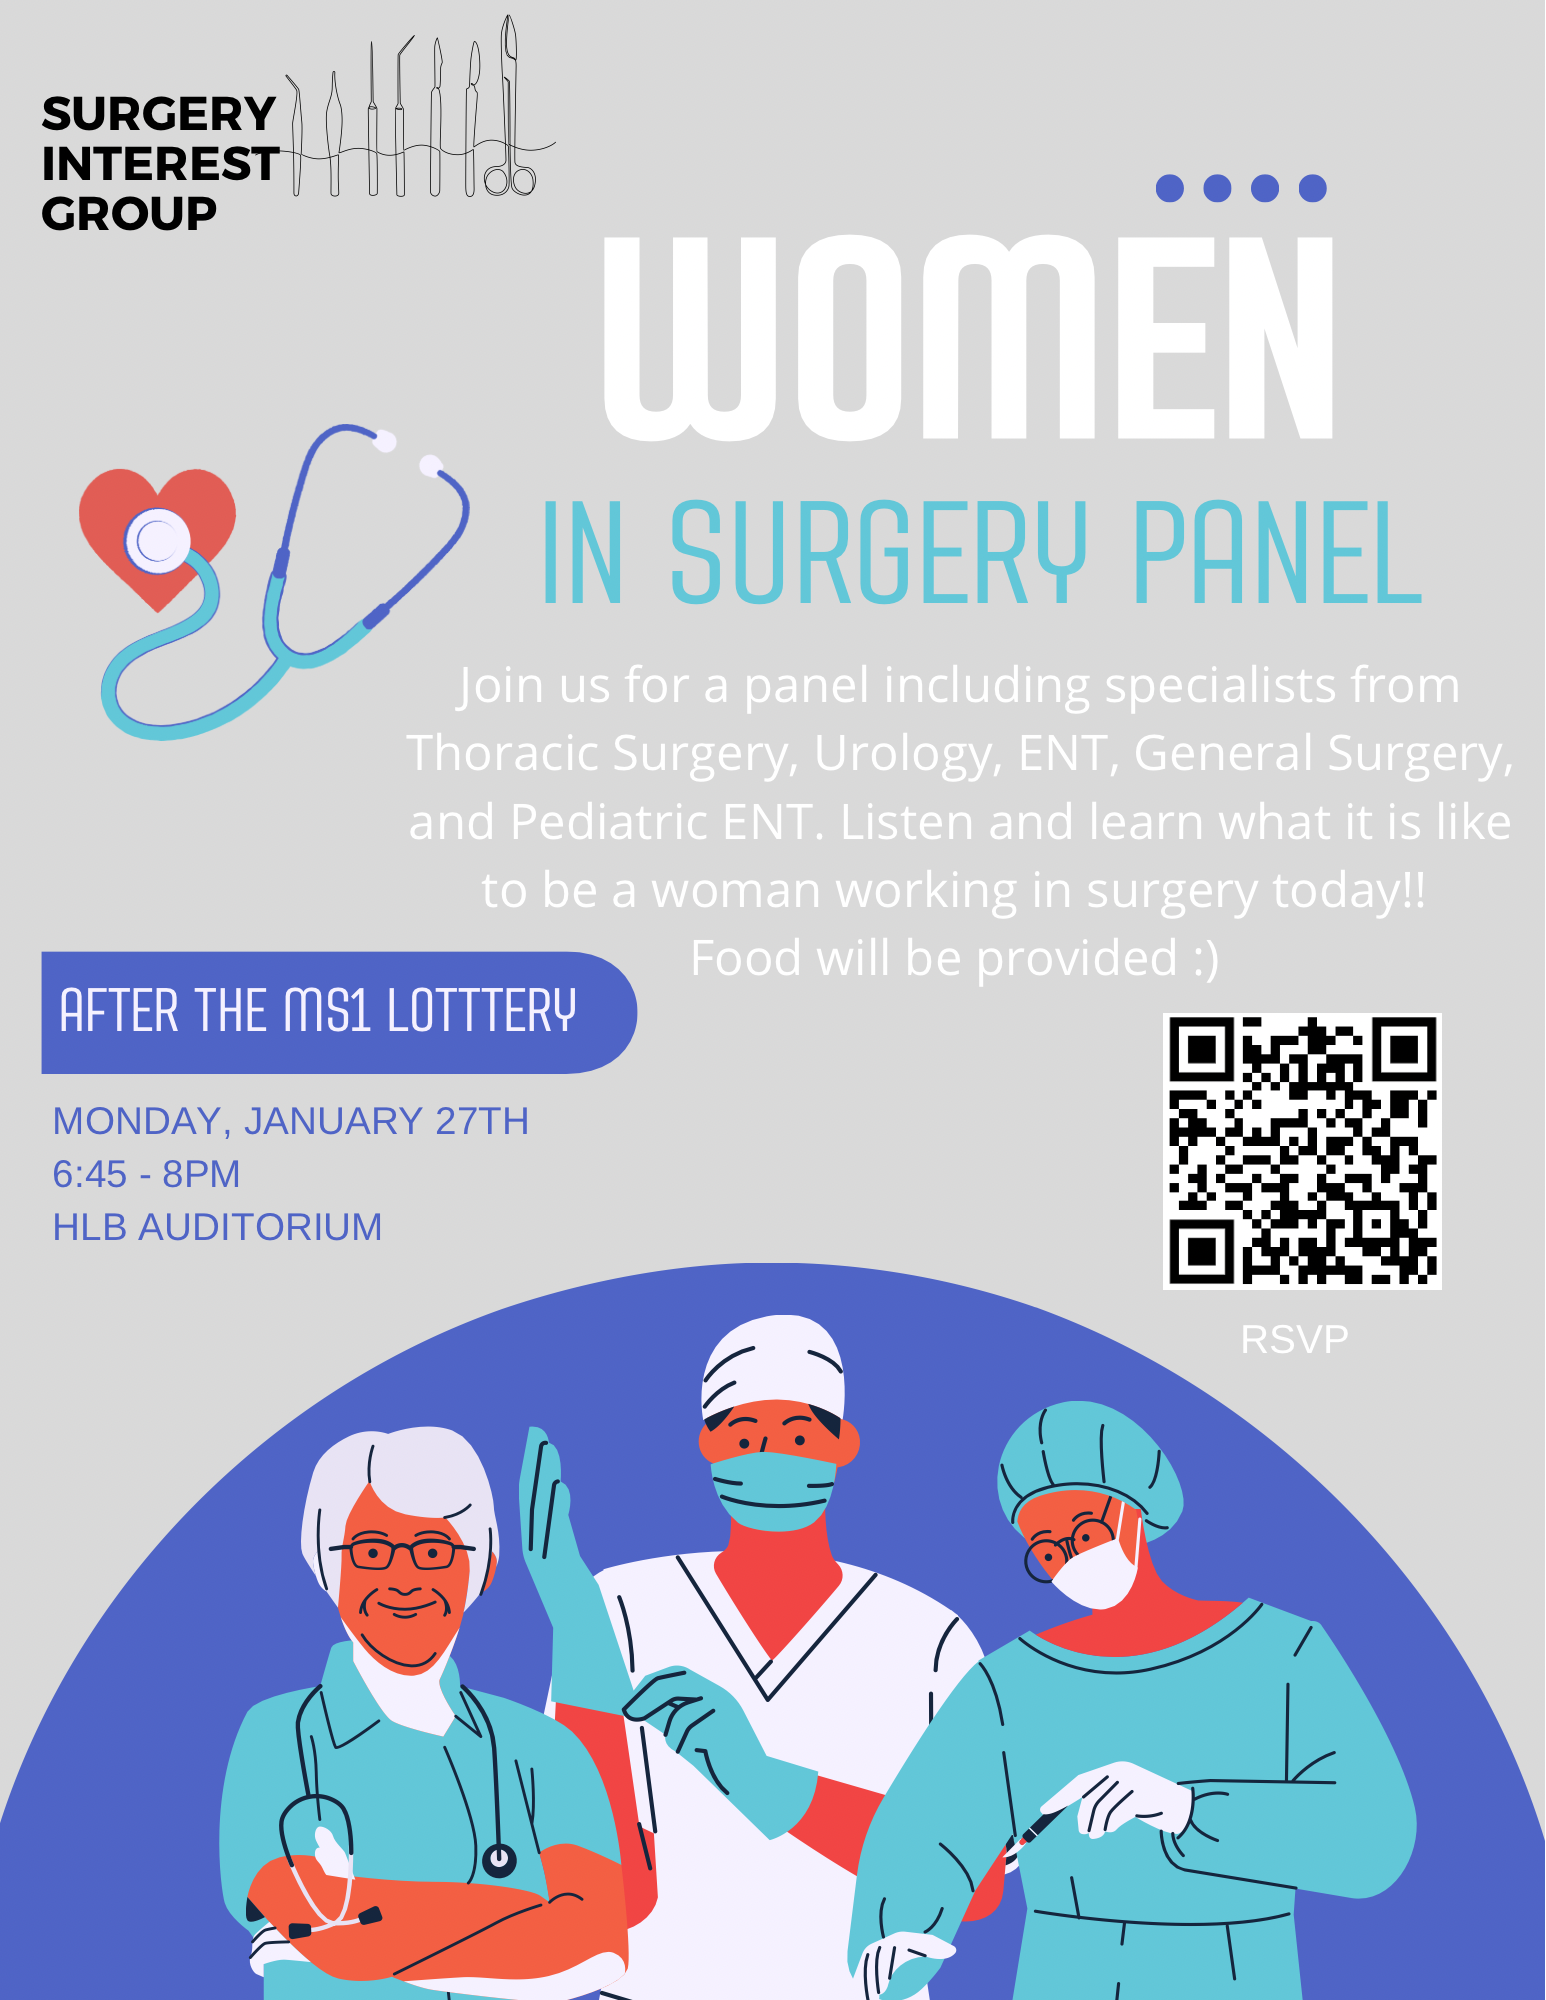 SURGERY
INTEREST
GROUP
WOMEN
IN SURGERY PANEL
Join us for a panel including specialists from
Thoracic Surgery, Urology, ENT, General Surgery,
and Pediatric ENT. Listen and learn what it is like
to be a woman working in surgery today!!
Food will be provided :)
AFTER THE MS1 LOTTTERY
MONDAY, JANUARY 27TH
6:45 - 8PM
HLB AUDITORIUM
RSVP